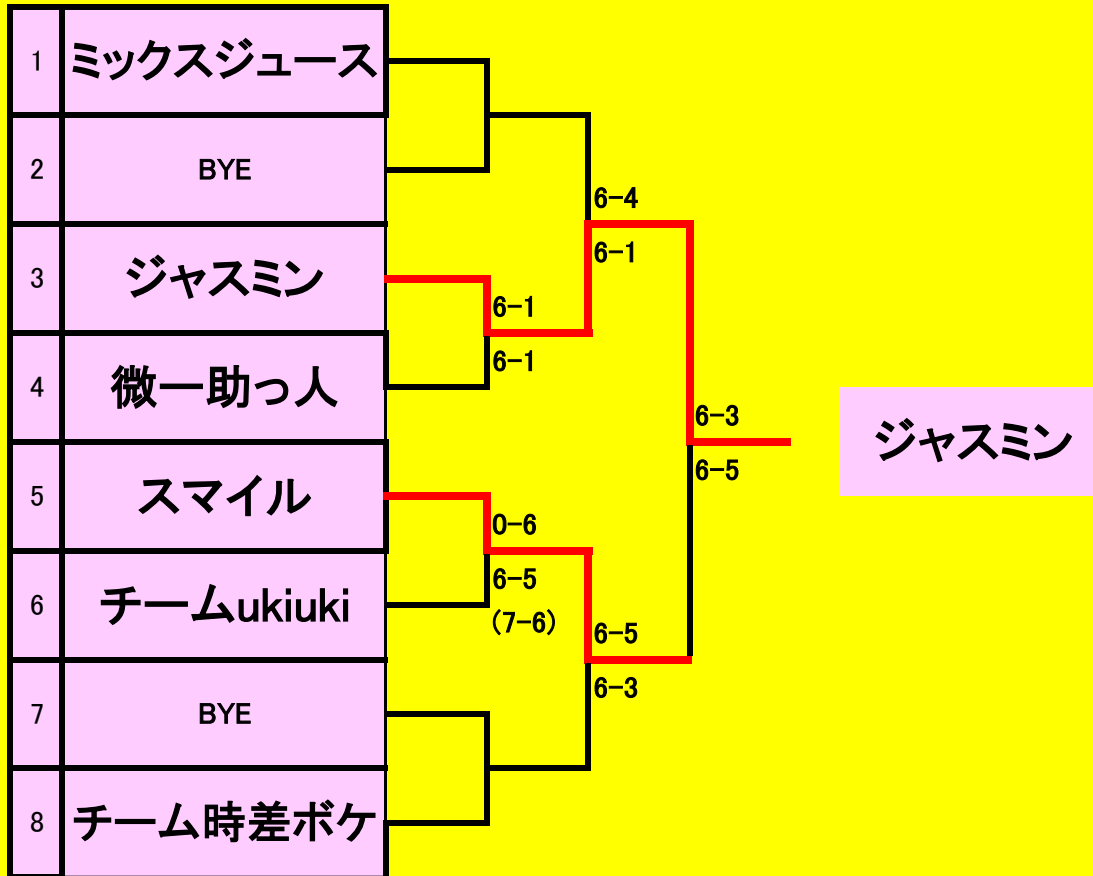 1 ミックスジュース
2 BYE
6-4
6-1
3 ジャスミン
6-1
6-1
4 微一助っ人
6-3
ジャスミン
6-5
5 スマイル
0-6
6-5
(7-6)
6 チームukiuki
6-5
6-3
7 BYE
8 チーム時差ボケ